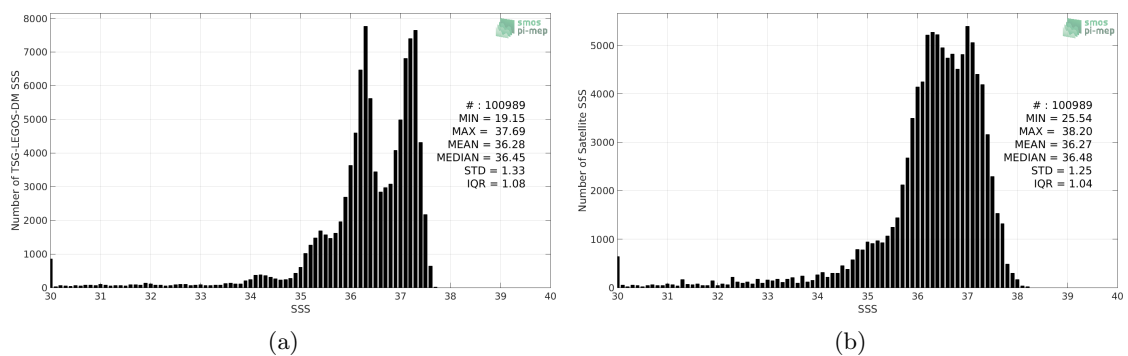 8000
7000
6000
5000
4000
3000
2000
1000
0
30 31 32 33 34 35 36 37 38 39 40
Number of TSG-LEGOS-DM SSS
SSS
smos
pi-mep
# : 100989
MIN = 19.15
MAX = 37.69
MEAN = 36.28
MEDIAN = 36.45
STD = 1.33
IQR = 1.08
(a)
5000
4000
3000
2000
1000
0
30 31 32 33 34 35 36 37 38 39 40
Number of Satellite SSS
SSS
smos
pi-mep
# : 100989
MIN = 25.54
MAX = 38.20
MEAN = 36.27
MEDIAN = 36.48
STD = 1.25
IQR = 1.04
(b)